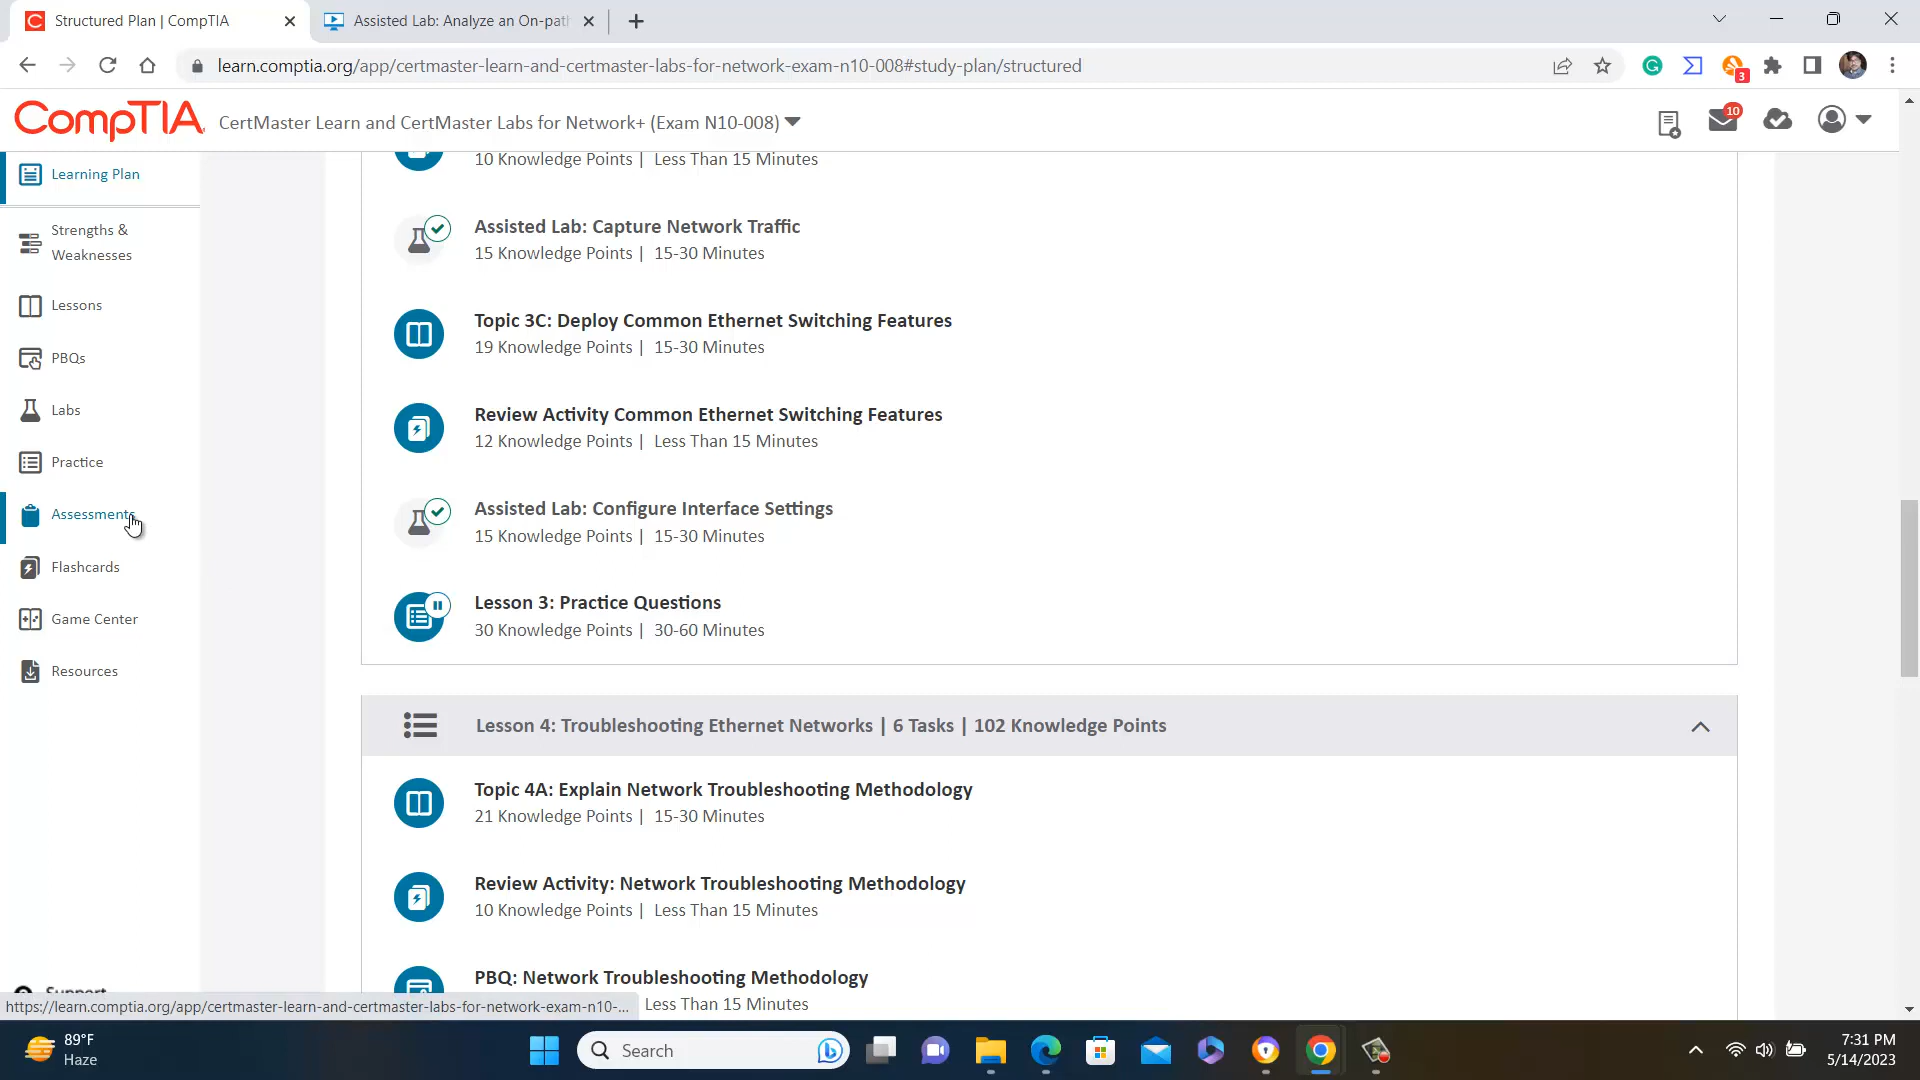 Structured Plan | CompTIA
Assisted Lab: Analyze an On-pat
learn.comptia.org/app/certmaster-learn-and-certmaster-labs-for-network-exam-n10-008#study-plan/structured
3
CompTIA.
CertMaster Learn and CertMaster Labs for Network+ (Exam N10-008)
10
Learning Plan
Strengths &
Weaknesses
Lessons
PBQs
Labs
Practice
Assessments
Flashcards
Game Center
Resources
Support
10 Knowledge Points | Less Than 15 Minutes
Assisted Lab: Capture Network Traffic
15 Knowledge Points | 15-30 Minutes
Topic 3C: Deploy Common Ethernet Switching Features
19 Knowledge Points | 15-30 Minutes
Review Activity Common Ethernet Switching Features
12 Knowledge Points | Less Than 15 Minutes
Assisted Lab: Configure Interface Settings
15 Knowledge Points | 15-30 Minutes
Lesson 3: Practice Questions
30 Knowledge Points | 30-60 Minutes
Lesson 4: Troubleshooting Ethernet Networks | 6 Tasks | 102 Knowledge Points
Topic 4A: Explain Network Troubleshooting Methodology
21 Knowledge Points | 15-30 Minutes
Review Activity: Network Troubleshooting Methodology
10 Knowledge Points | Less Than 15 Minutes
PBQ: Network Troubleshooting Methodology
Less Than 15 Minutes
https://learn.comptia.org/app/certmaster-learn-and-certmaster-labs-for-network-exam-n10-...
89°F
Haze
Search
7:31 PM
5/14/2023